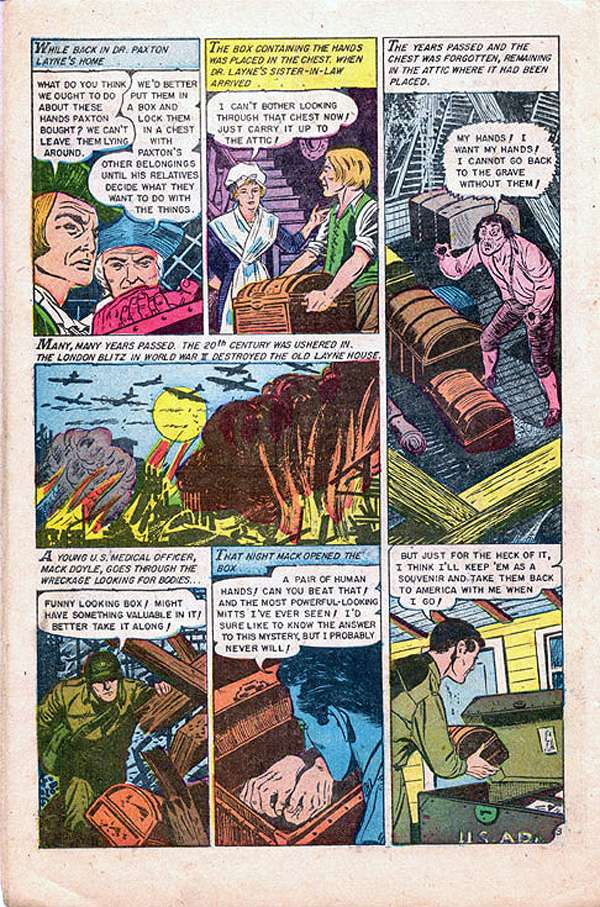 WHILE BACK IN DR. PAXTON
LAYNE'S HOME
WHAT DO YOU THINK
WE OUGHT TO DO
ABOUT THESE
HANDS PAXTON
BOUGHT? WE CAN'T
LEAVE THEM LYING
AROUND.
WE'D BETTER
PUT THEM IN
A BOX AND
LOCK THEM
IN A CHEST
WITH
PAXTON'S
OTHER BELONGINGS
UNTIL HIS RELATIVES
DECIDE WHAT THEY
WANT TO DO WITH
THE THINGS.
THE BOX CONTAINING THE HANDS
WAS PLACED IN THE CHEST. WHEN
DR. LAYNE'S SISTER-IN-LAW
ARRIVED
I CAN'T BOTHER LOOKING
THROUGH THAT CHEST NOW!
JUST CARRY IT UP TO
THE ATTIC!
THE YEARS PASSED AND THE
CHEST WAS FORGOTTEN, REMAINING
IN THE ATTIC WHERE IT HAD BEEN
PLACED.
MY HANDS! I
WANT MY HANDS!
I CANNOT GO BACK
TO THE GRAVE
WITHOUT THEM!
MANY, MANY YEARS PASSED. THE 20TH CENTURY WAS USHERED IN.
THE LONDON BLITZ IN WORLD WAR II DESTROYED THE OLD LAYNE HOUSE.
A YOUNG U.S. MEDICAL OFFICER,
MACK DOYLE, GOES THROUGH THE
WRECKAGE LOOKING FOR BODIES...
FUNNY LOOKING BOX! MIGHT
HAVE SOMETHING VALUABLE IN IT!
BETTER TAKE IT ALONG!
THAT NIGHT MACK OPENED THE
BOX
A PAIR OF HUMAN
HANDS! CAN YOU BEAT THAT!
AND THE MOST POWERFUL-LOOKING
MITTS I'VE EVER SEEN! I'D
SURE LIKE TO KNOW THE ANSWER
TO THIS MYSTERY, BUT I PROBABLY
NEVER WILL!
BUT JUST FOR THE HECK OF IT,
I THINK I'LL KEEP 'EM AS A
SOUVENIR AND TAKE THEM BACK
TO AMERICA WITH ME WHEN
I GO!
U.S. AR
3